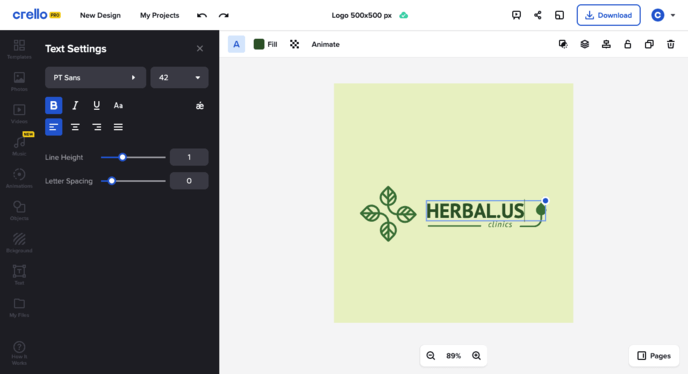 crello PRO
New Design
My Projects
Logo 500x500 px
Download
C
Text Settings
A
Fill
Animate
Templates
Photos
Videos
NEW
Music
Animations
Objects
Background
Text
My Files
How It
Works
PT Sans
42
B I U Aa
Line Height 1
Letter Spacing 0
HERBAL.US
clinics
89%
Pages